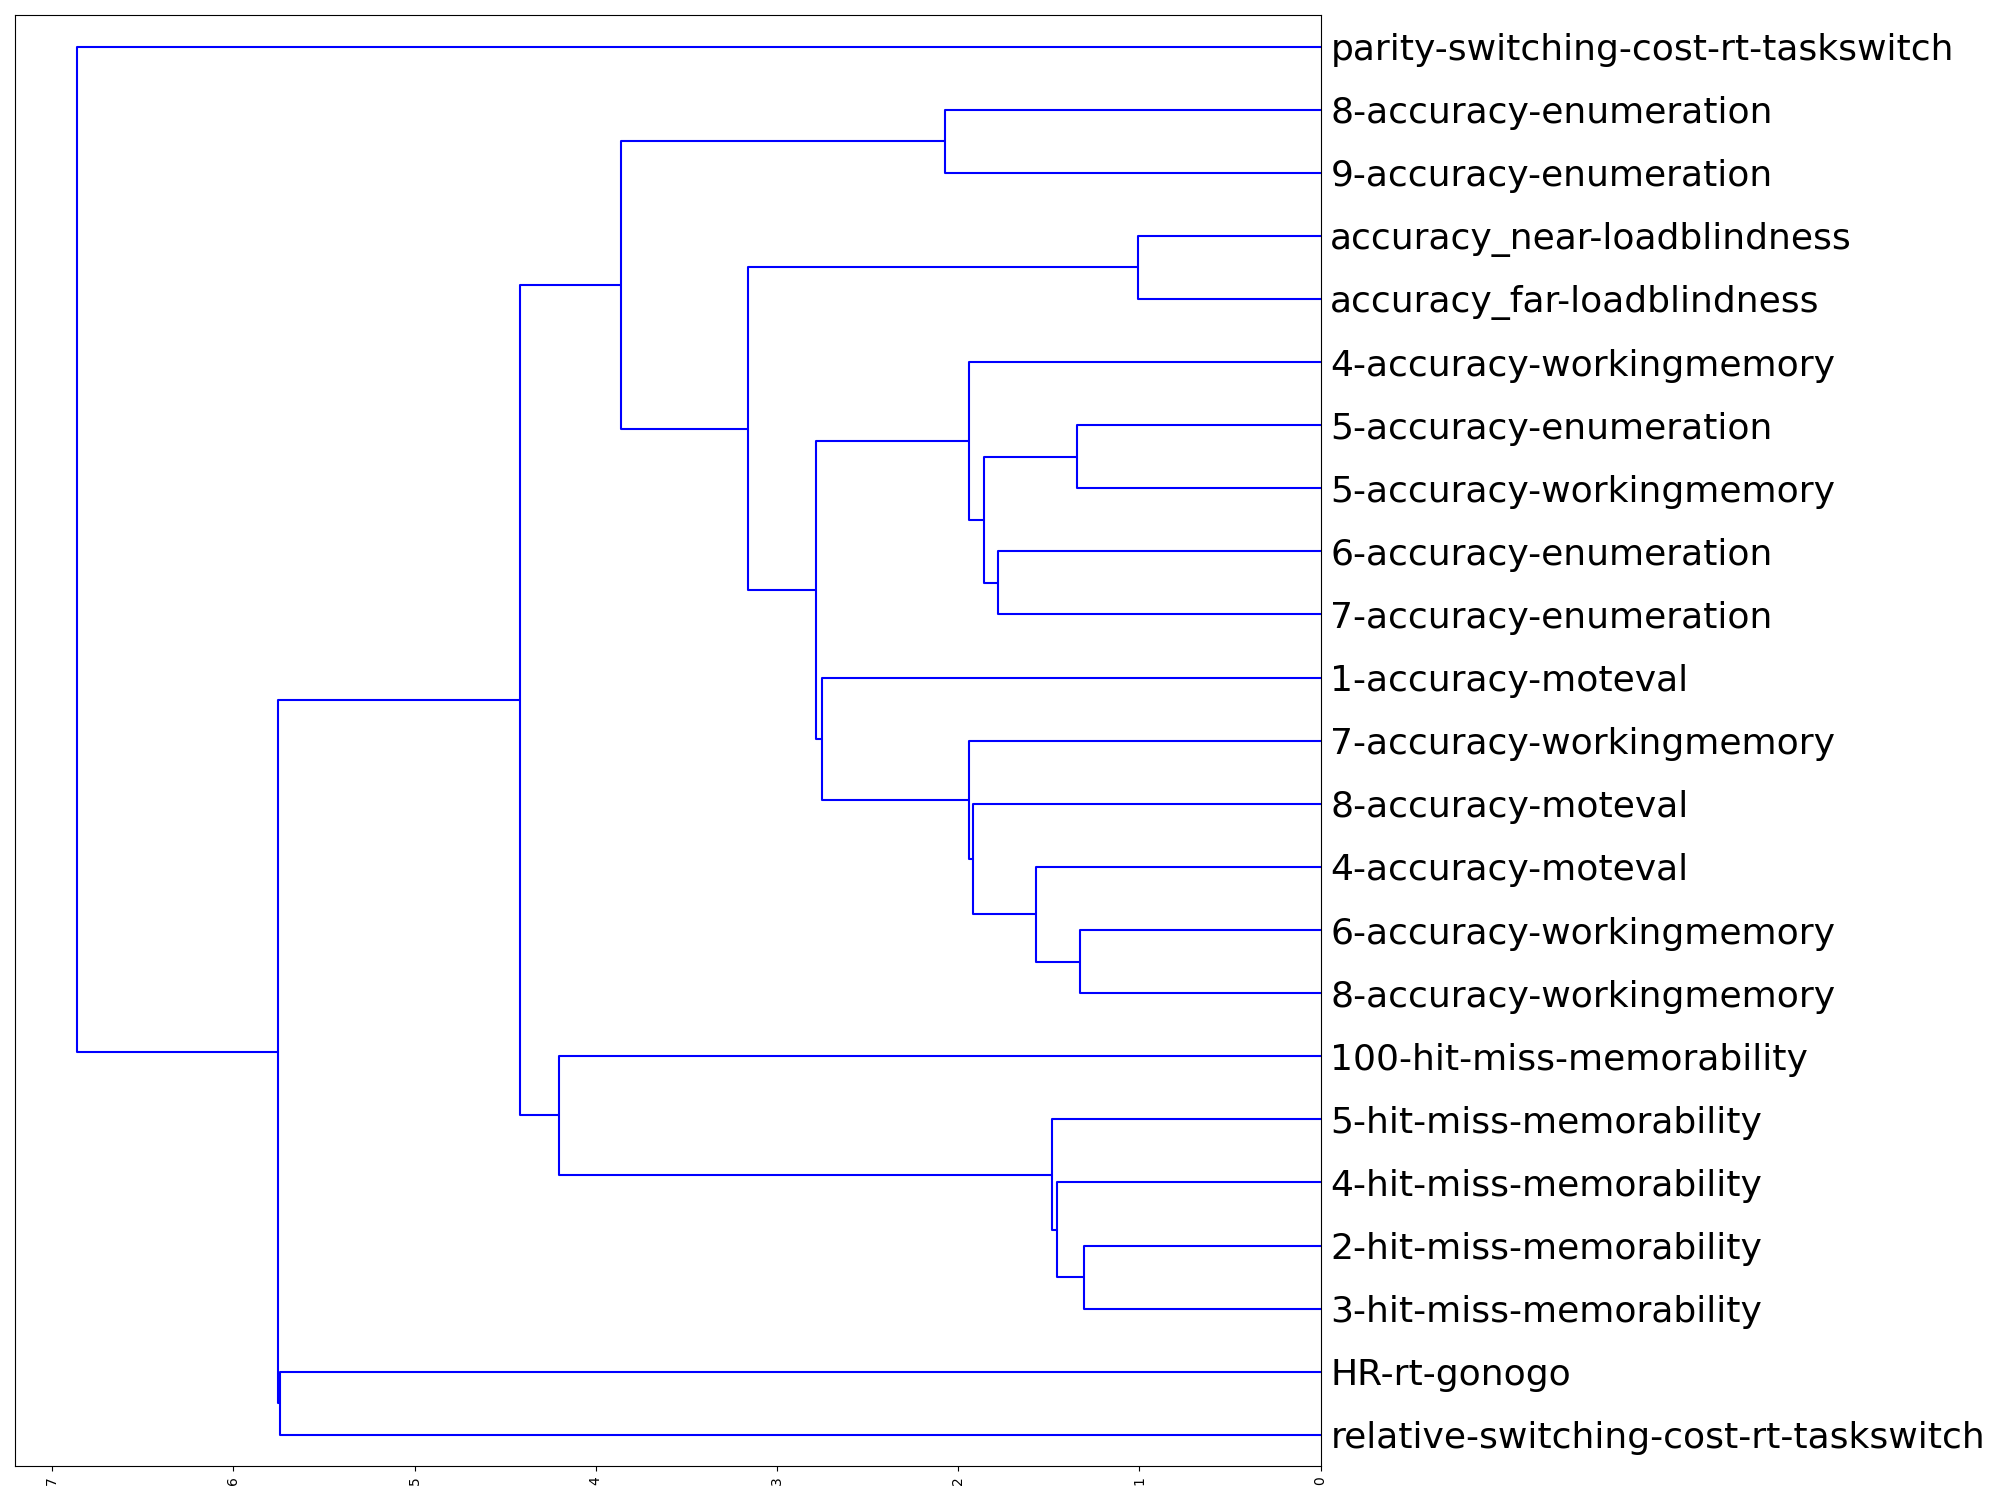 parity-switching-cost-rt-taskswitch
8-accuracy-enumeration
9-accuracy-enumeration
accuracy_near-loadblindness
accuracy_far-loadblindness
4-accuracy-workingmemory
5-accuracy-enumeration
5-accuracy-workingmemory
6-accuracy-enumeration
7-accuracy-enumeration
1-accuracy-moteval
7-accuracy-workingmemory
8-accuracy-moteval
4-accuracy-moteval
6-accuracy-workingmemory
8-accuracy-workingmemory
100-hit-miss-memorability
5-hit-miss-memorability
4-hit-miss-memorability
2-hit-miss-memorability
3-hit-miss-memorability
HR-rt-gonogo
relative-switching-cost-rt-taskswitch
7 6 5 4 3 2 1 0